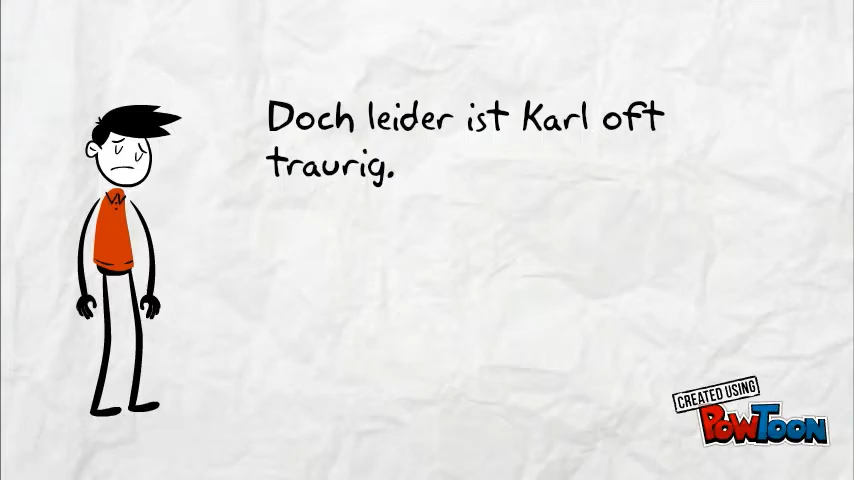 Doch leider ist Karl oft
traurig.
CREATED USING
POWTOON